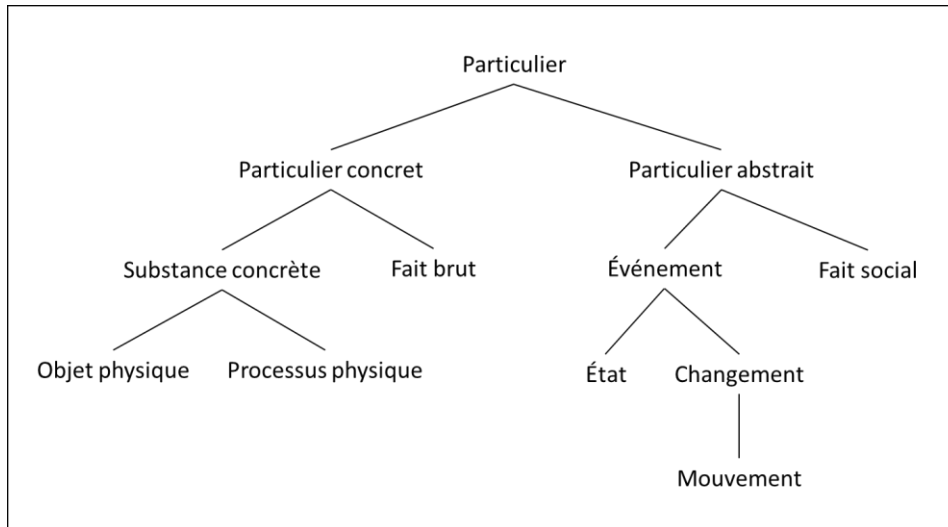 Particulier
Particulier concret
Particulier abstrait
Substance concrète
Fait brut
Événement
Fait social
Objet physique
Processus physique
État
Changement
Mouvement